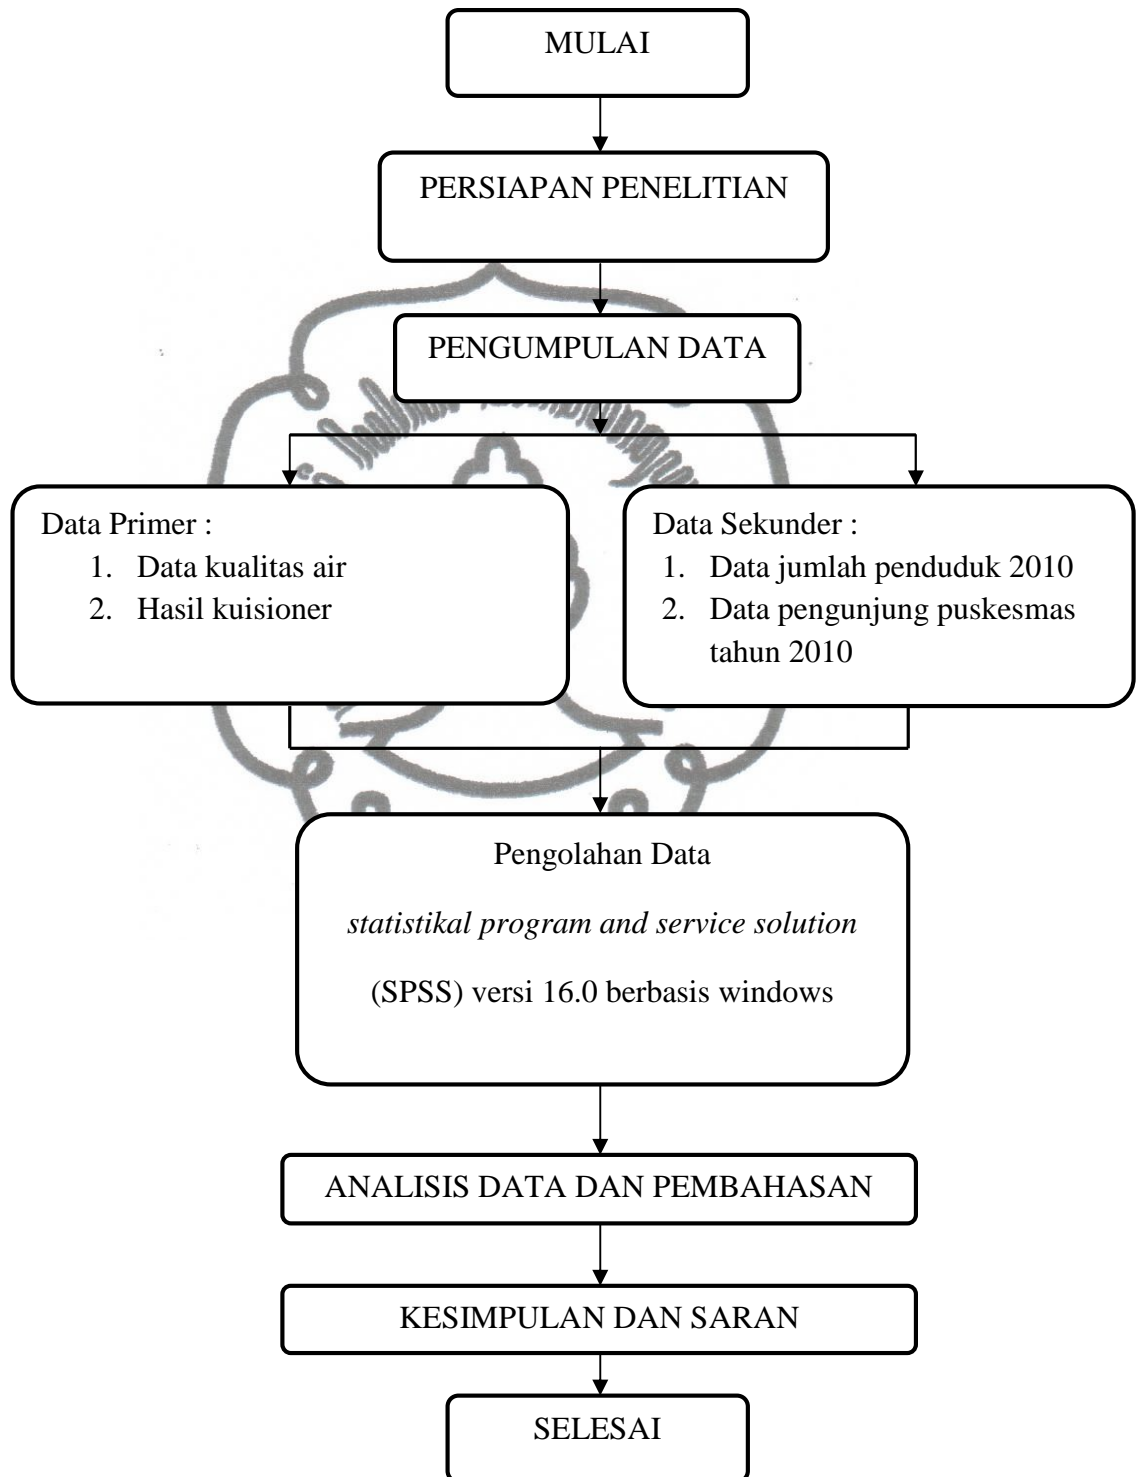 MULAI
PERSIAPAN PENELITIAN
PENGUMPULAN DATA
Data Primer :
1. Data kualitas air
2. Hasil kuisioner
Data Sekunder :
1. Data jumlah penduduk 2010
2. Data pengunjung puskesmas
tahun 2010
Pengolahan Data
statistikal program and service solution
(SPSS) versi 16.0 berbasis windows
ANALISIS DATA DAN PEMBAHASAN
KESIMPULAN DAN SARAN
SELESAI